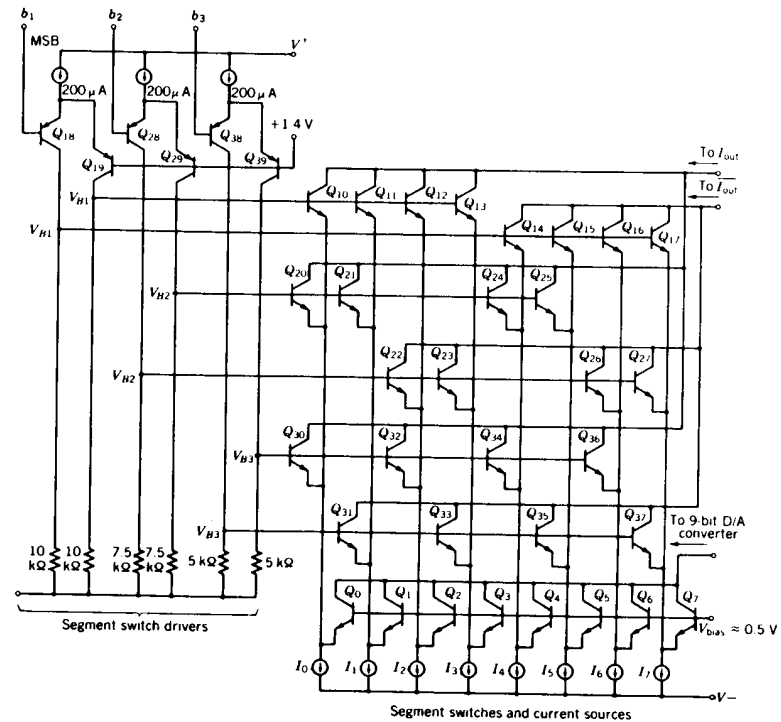 b1 b2 b3
MSB
V'
200 μA 200 μA 200 μA
+1 4 V
Q18 Q28 Q38
Q19 Q29 Q39
To Iout
To Iout
Q10 Q11 Q12 Q13
VB1
VB1
Q14 Q15 Q16 Q17
Q20 Q21 Q24 Q25
VB2
Q22 Q23 Q26 Q27
VB2
Q30 Q32 Q34 Q36
VB3
Q31 Q33 Q35 Q37
VB3
To 9-bit D/A
converter
10 kΩ 10 kΩ 7.5 kΩ 7.5 kΩ 5 kΩ 5 kΩ
Q0 Q1 Q2 Q3 Q4 Q5 Q6 Q7
Vbias ≈ 0.5 V
Segment switch drivers
I0 I1 I2 I3 I4 I5 I6 I7
V−
Segment switches and current sources